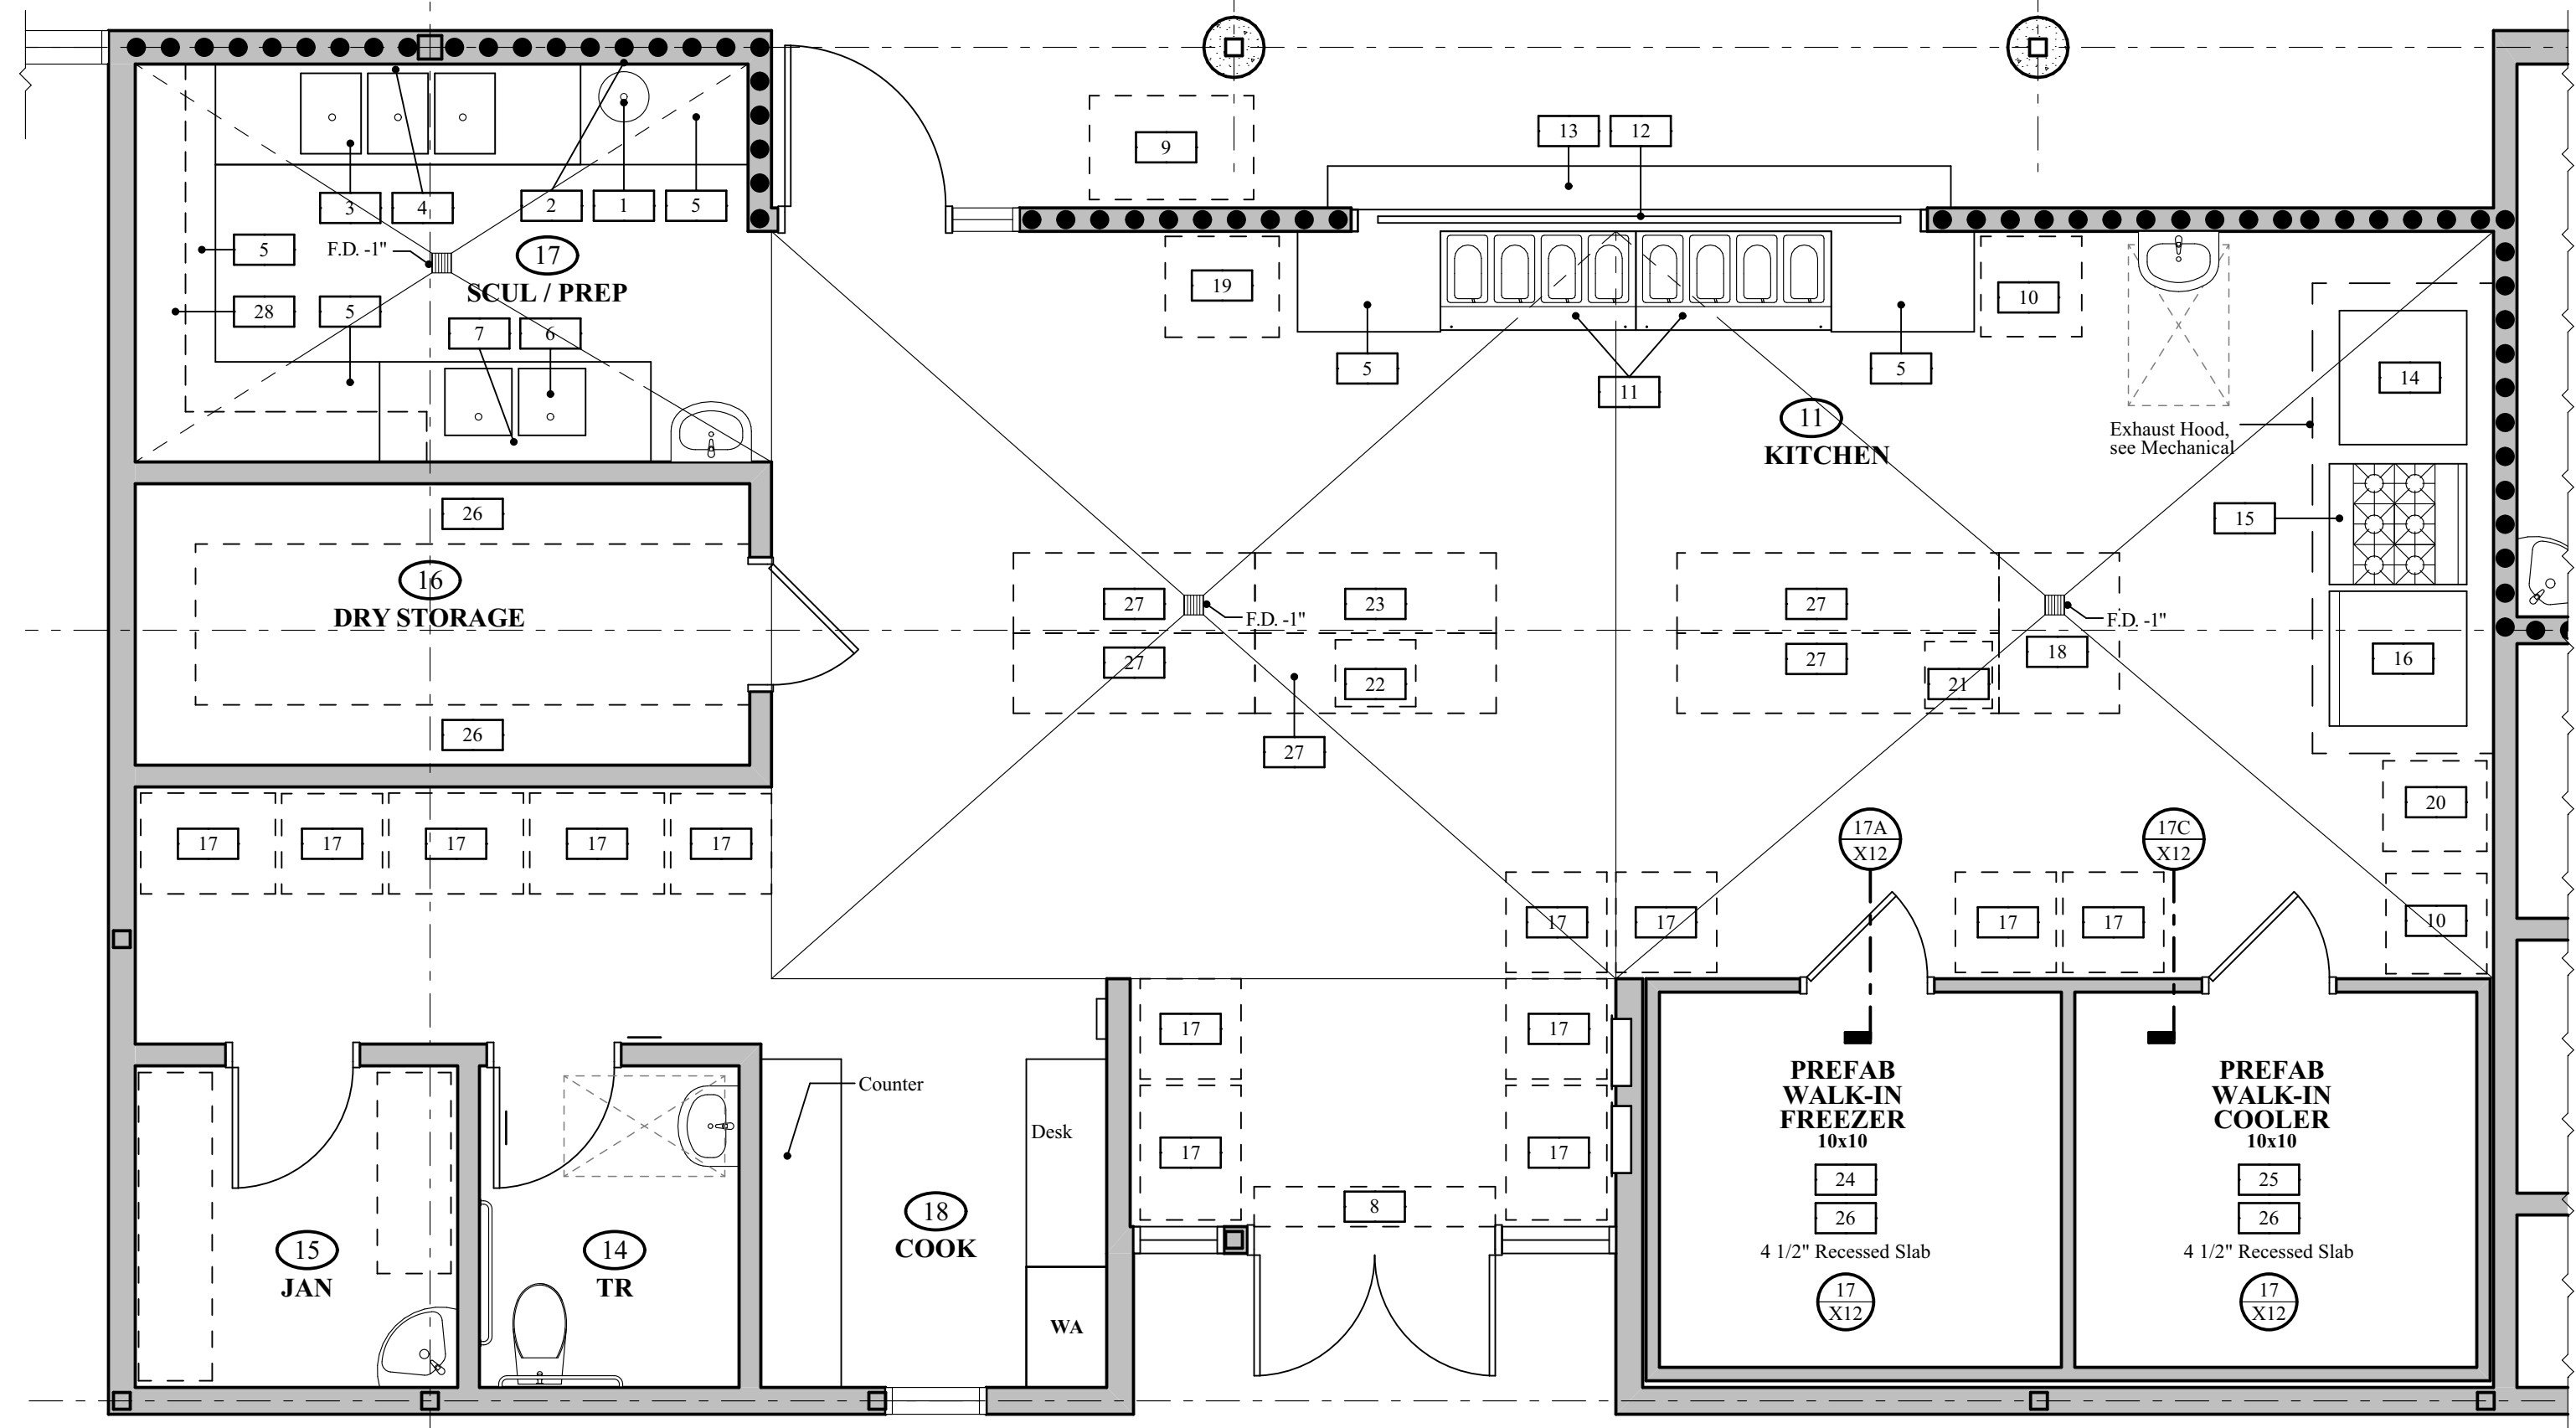 13
12
9
3
4
2
1
5
5
F.D. -1"
17
SCUL / PREP
28
5
7
6
19
10
5
11
5
14
11
KITCHEN
Exhaust Hood,
see Mechanical
15
26
16
DRY STORAGE
26
27
23
F.D. -1"
27
22
27
27
F.D. -1"
27
18
21
16
20
17
17
17
17
17
17A
X12
17C
X12
17
17
17
17
10
17
17
17
17
8
Counter
Desk
WA
18
COOK
15
JAN
14
TR
PREFAB
WALK-IN
FREEZER
10x10
24
26
4 1/2" Recessed Slab
17
X12
PREFAB
WALK-IN
COOLER
10x10
25
26
4 1/2" Recessed Slab
17
X12